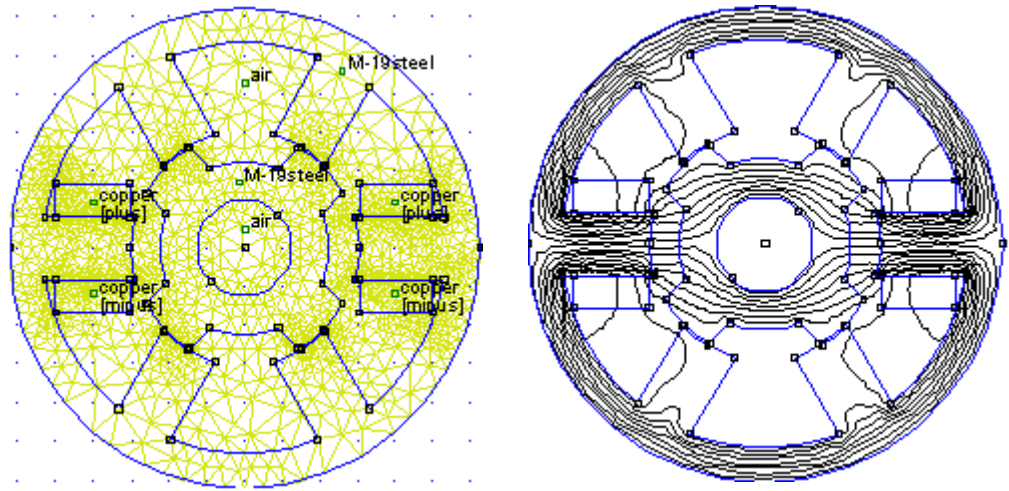 M-19steel
air
M-19steel
copper
[plus]
copper
[plus]
air
copper
[minus]
copper
[minus]